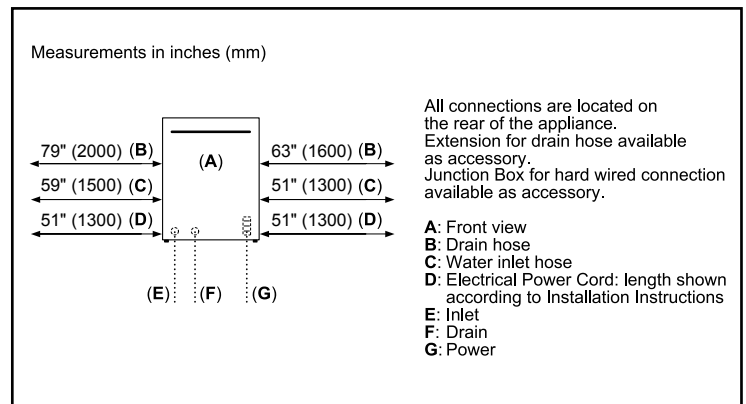 Measurements in inches (mm)
79" (2000) (B)
59" (1500) (C)
51" (1300) (D)
(A)
63" (1600) (B)
51" (1300) (C)
51" (1300) (D)
(E)
(F)
(G)
All connections are located on
the rear of the appliance.
Extension for drain hose available
as accessory.
Junction Box for hard wired connection
available as accessory.
A: Front view
B: Drain hose
C: Water inlet hose
D: Electrical Power Cord: length shown
according to Installation Instructions
E: Inlet
F: Drain
G: Power